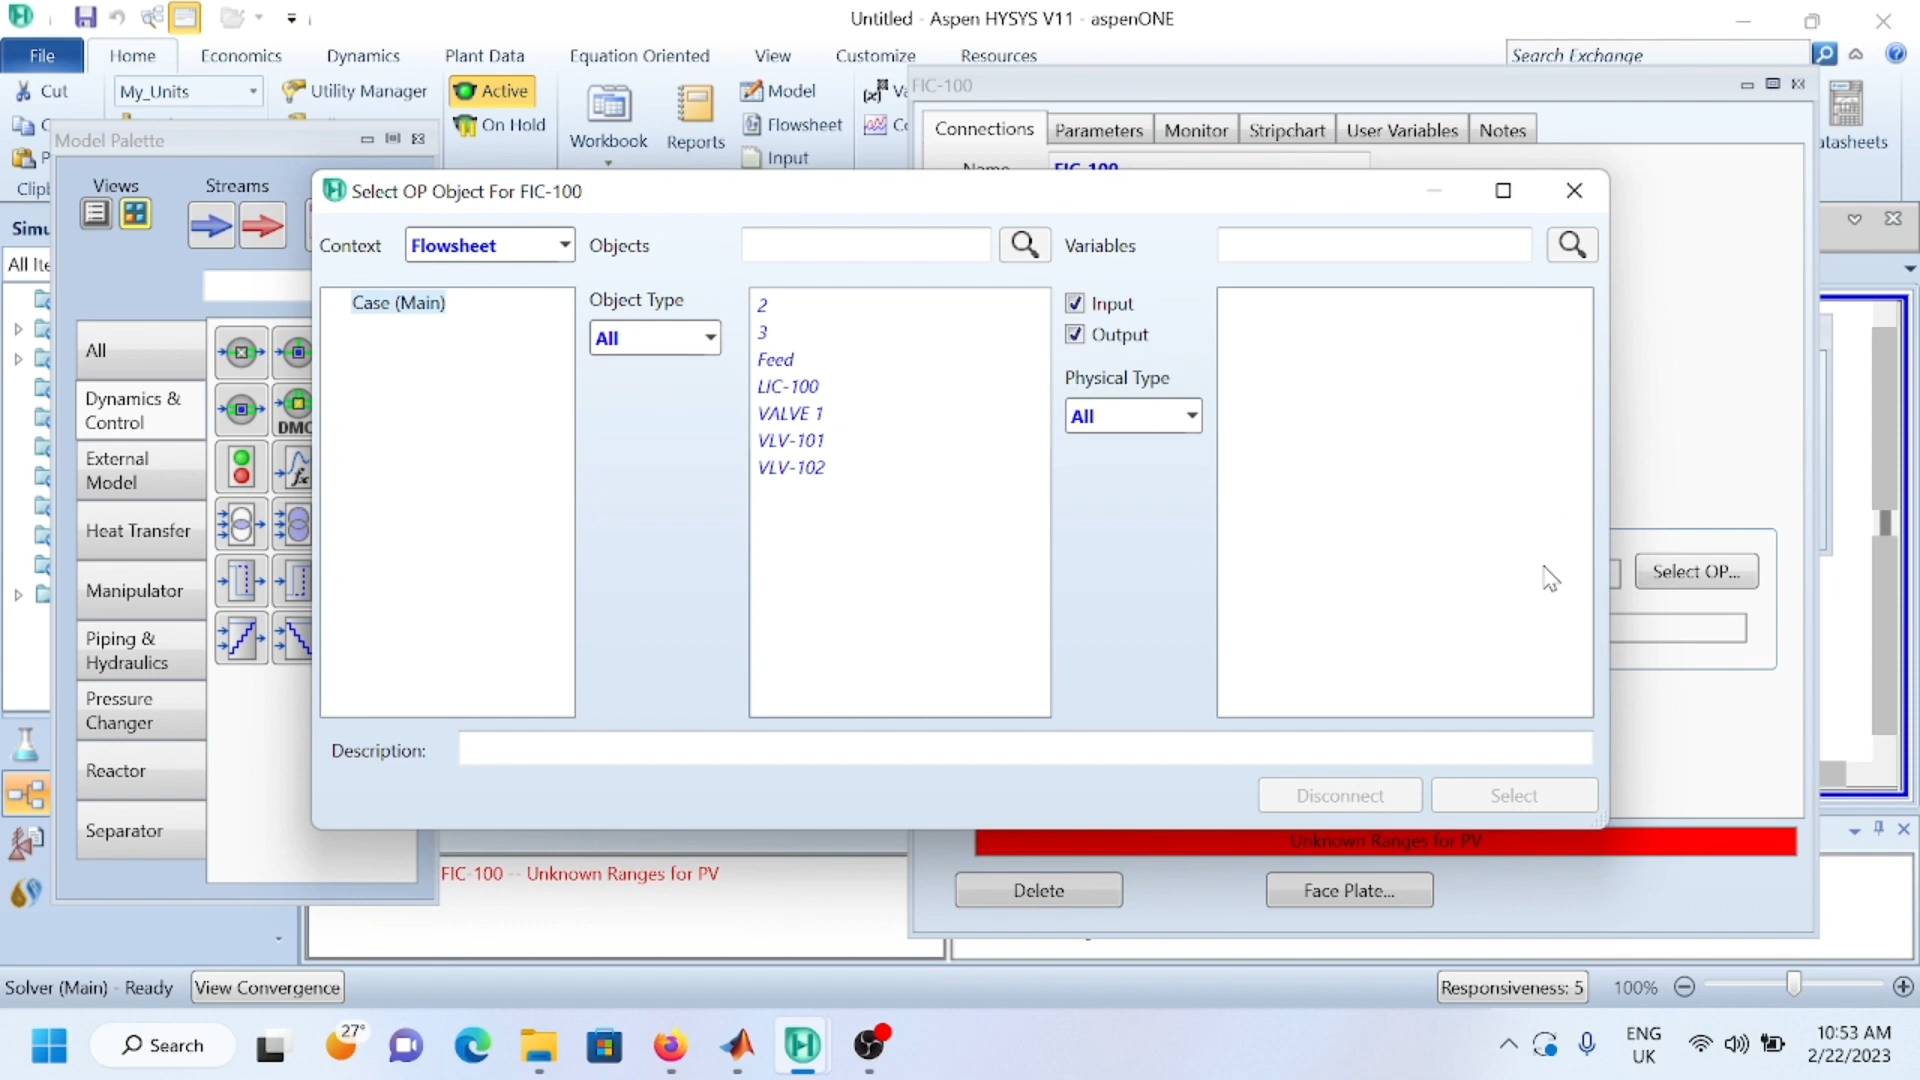 Untitled - Aspen HYSYS V11 - aspenONE
File
Home
Economics
Dynamics
Plant Data
Equation Oriented
View
Customize
Resources
Search Exchange
Cut
My_Units
Utility Manager
Active
On Hold
Workbook
Reports
Model
Flowsheet
Input
FIC-100
Connections
Parameters
Monitor
Stripchart
User Variables
Notes
FIC-100
Model Palette
Views
Streams
All
Dynamics &
Control
External
Model
Heat Transfer
Manipulator
Piping &
Hydraulics
Pressure
Changer
Reactor
Separator
DMC
Select OP Object For FIC-100
Context
Flowsheet
Objects
Variables
Case (Main)
Object Type
All
2
3
Feed
LIC-100
VALVE 1
VLV-101
VLV-102
Input
Output
Physical Type
All
Description:
Disconnect
Select
Select OP...
Unknown Ranges for PV
FIC-100 -- Unknown Ranges for PV
Delete
Face Plate...
Solver (Main) - Ready
View Convergence
Responsiveness: 5
100%
27°
Search
ENG
UK
10:53 AM
2/22/2023